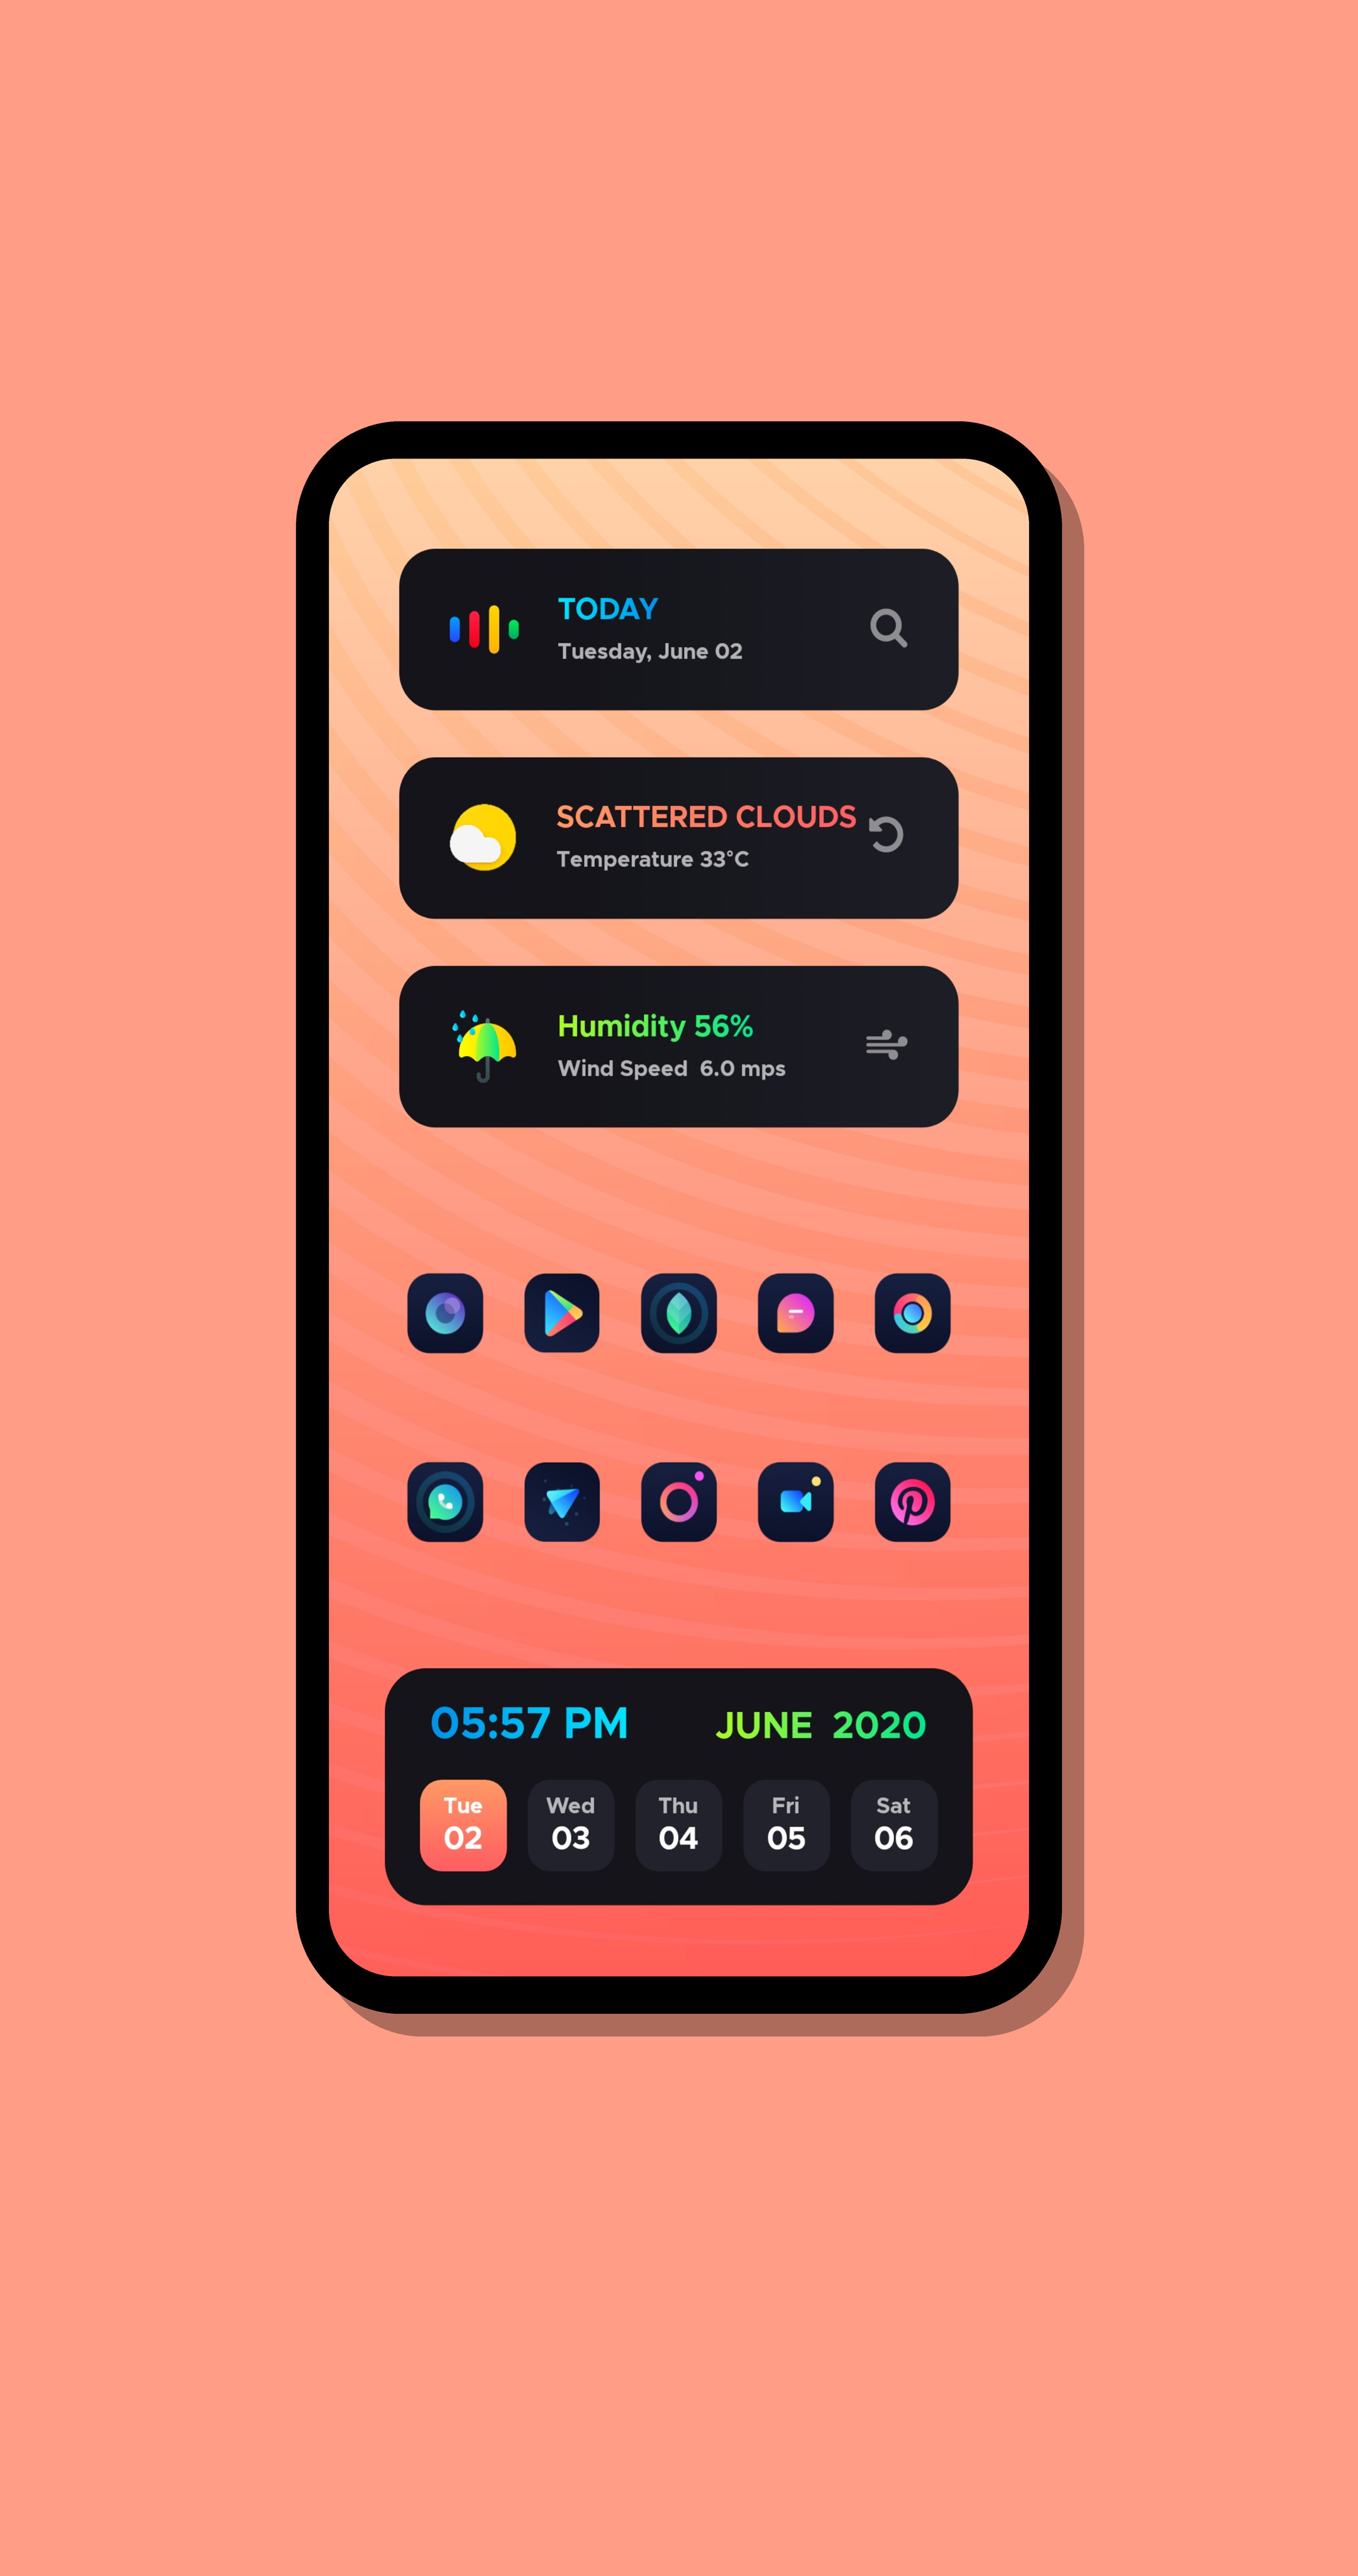 TODAY
Tuesday, June 02
SCATTERED CLOUDS
Temperature 33°C
Humidity 56%
Wind Speed  6.0 mps
05:57 PM JUNE  2020
Tue Wed Thu Fri Sat
02 03 04 05 06